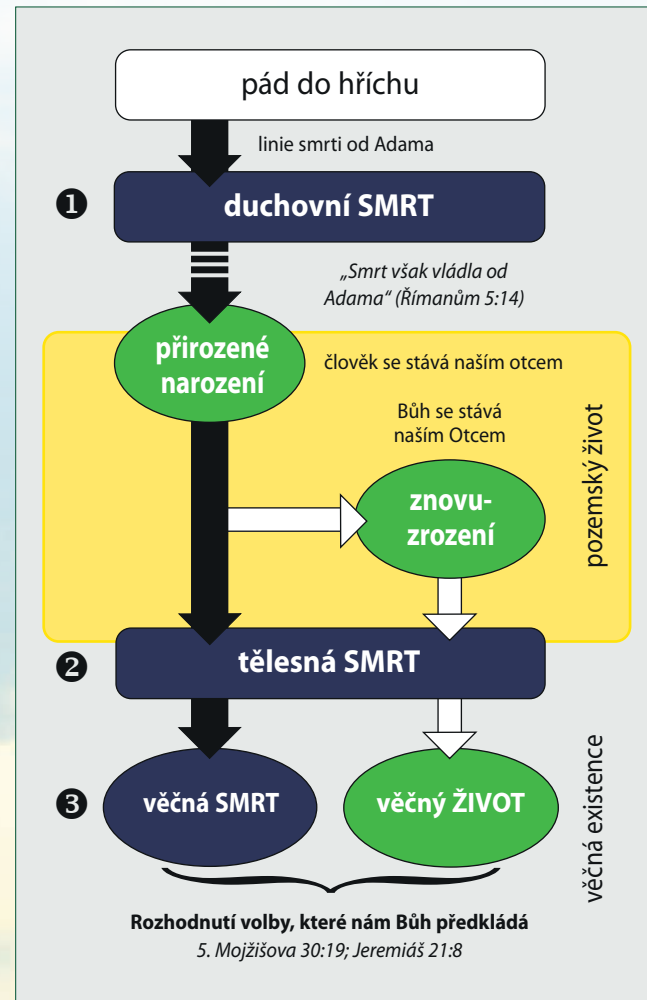 pád do hříchu
linie smrti od Adama
❶
duchovní SMRT
„Smrt však vládla od
Adama“ (Římanům 5:14)
přirozené
narození
člověk se stává naším otcem
Bůh se stává
naším Otcem
znovu-
zrození
pozemský život
❷
tělesná SMRT
❸
věčná SMRT
věčný ŽIVOT
věčná existence
Rozhodnutí volby, které nám Bůh předkládá
5. Mojžišova 30:19; Jeremiáš 21:8